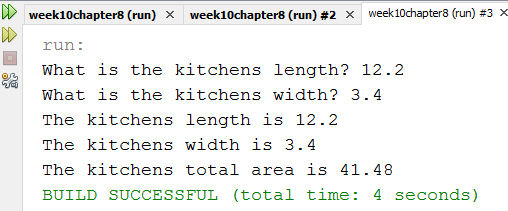 week10chapter8 (run) × week10chapter8 (run) #2 × week10chapter8 (run) #3 ×
run:
What is the kitchens length? 12.2
What is the kitchens width? 3.4
The kitchens length is 12.2
The kitchens width is 3.4
The kitchens total area is 41.48
BUILD SUCCESSFUL (total time: 4 seconds)